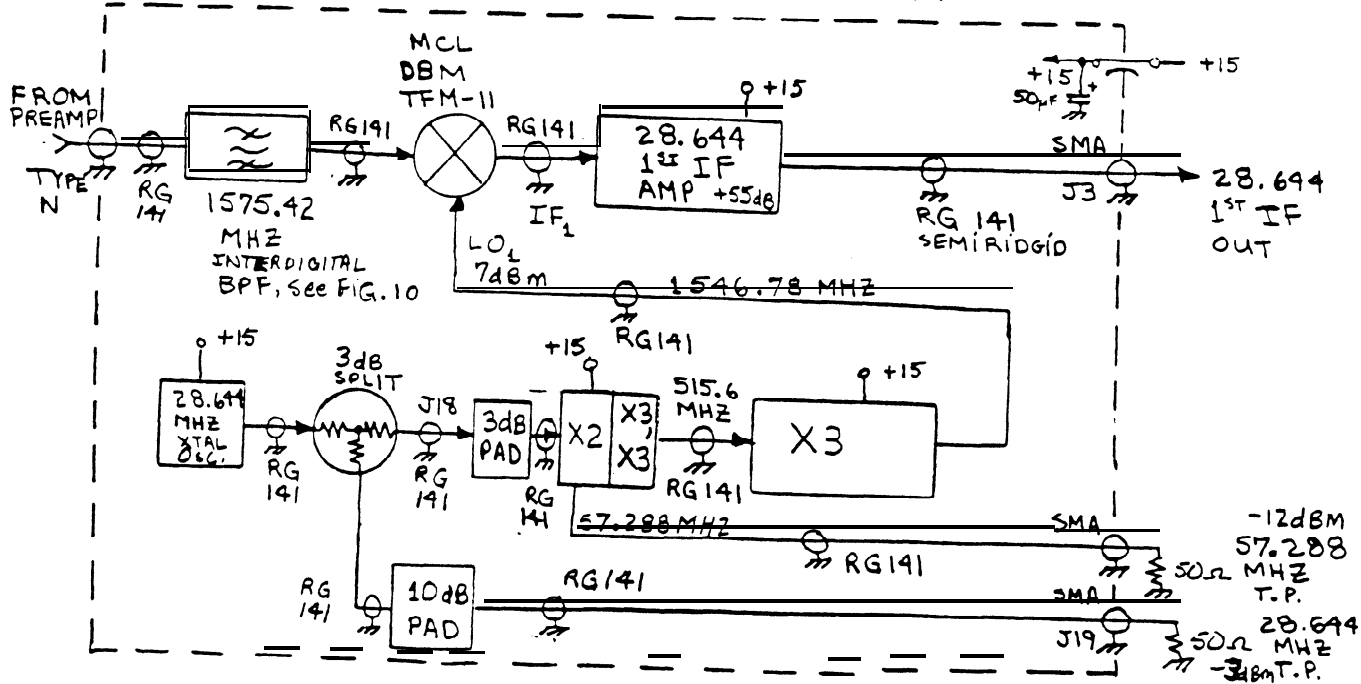 MCL
DBM
TFM-11
+15
+15
+15
50µF
+
FROM
PREAMP
TYPE
N
RG
141
1575.42
MHZ
INTERDIGITAL
BPF, See FIG. 10
RG141
RG141
IF1
28.644
1ST IF
AMP +55dB
SMA
J3
RG 141
SEMIRIDGID
28.644
1ST IF
OUT
LO1
7dBm
1546.78 MHZ
RG141
+15
28.644
MHZ
XTAL
OSC.
RG
141
3dB
SPLIT
J18
RG
141
3dB
PAD
RG
141
+15
X2
X3,
X3
515.6
MHZ
RG141
+15
X3
57.288 MHZ
RG141
SMA
50Ω
-12dBm
57.288
MHZ
T.P.
RG
141
10dB
PAD
RG141
SMA
J19
50Ω
28.644
MHZ
T.P.